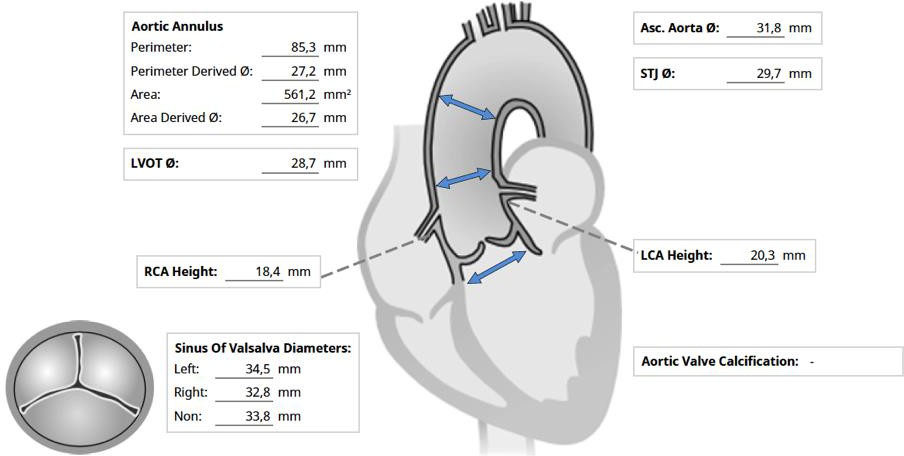 Aortic Annulus
Perimeter: 85,3 mm
Perimeter Derived Ø: 27,2 mm
Area: 561,2 mm²
Area Derived Ø: 26,7 mm
LVOT Ø: 28,7 mm
Asc. Aorta Ø: 31,8 mm
STJ Ø: 29,7 mm
RCA Height: 18,4 mm
LCA Height: 20,3 mm
Sinus Of Valsalva Diameters:
Left: 34,5 mm
Right: 32,8 mm
Non: 33,8 mm
Aortic Valve Calcification: -